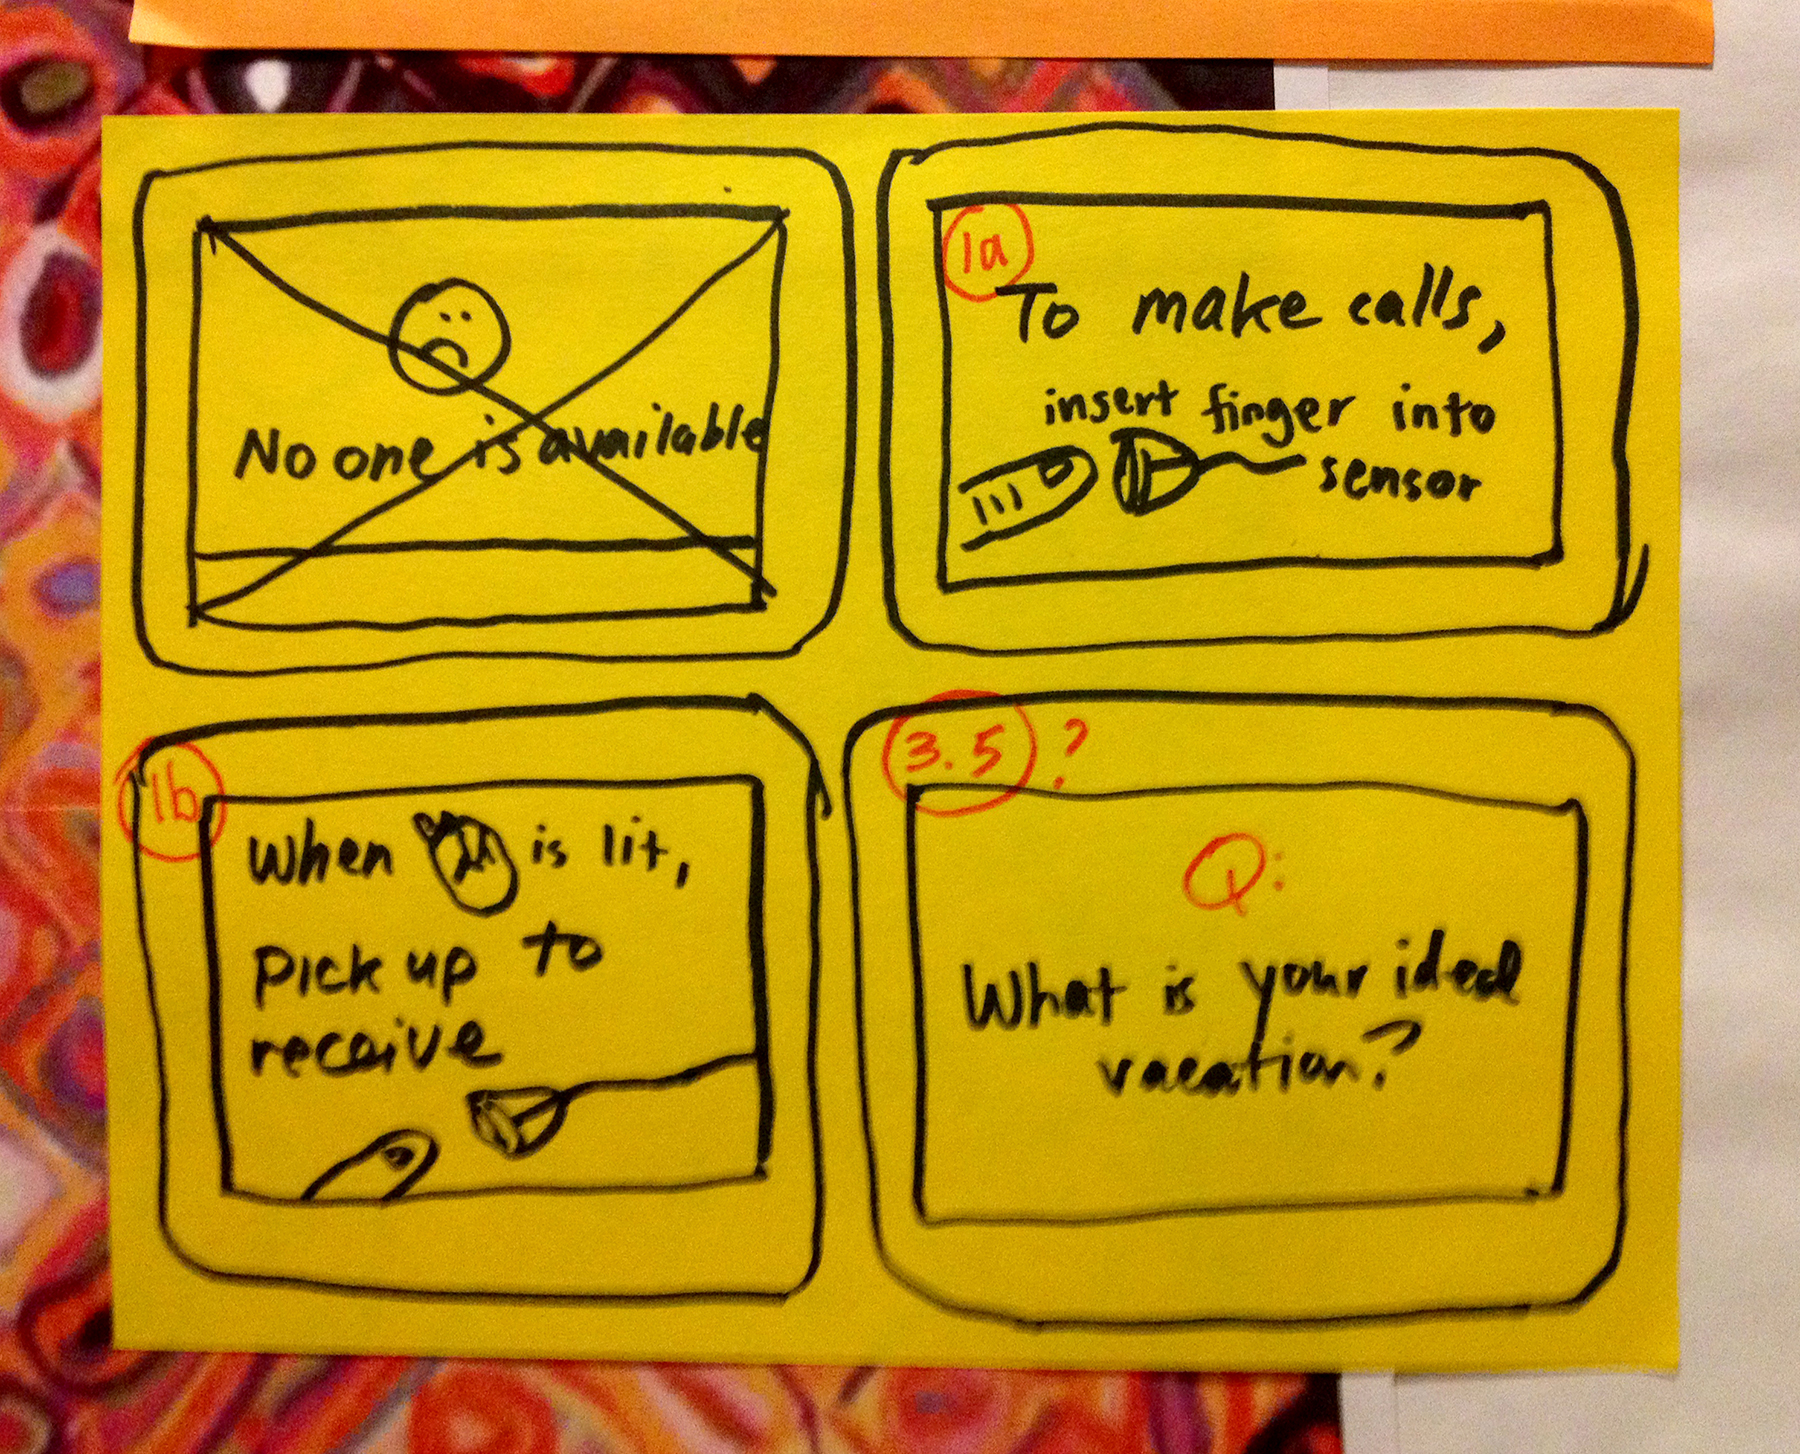 No one is available
1a
To make calls,
insert finger into
sensor
1b
When is lit,
Pick up to
receive
3.5 ?
Q:
What is your ideal
vacation?